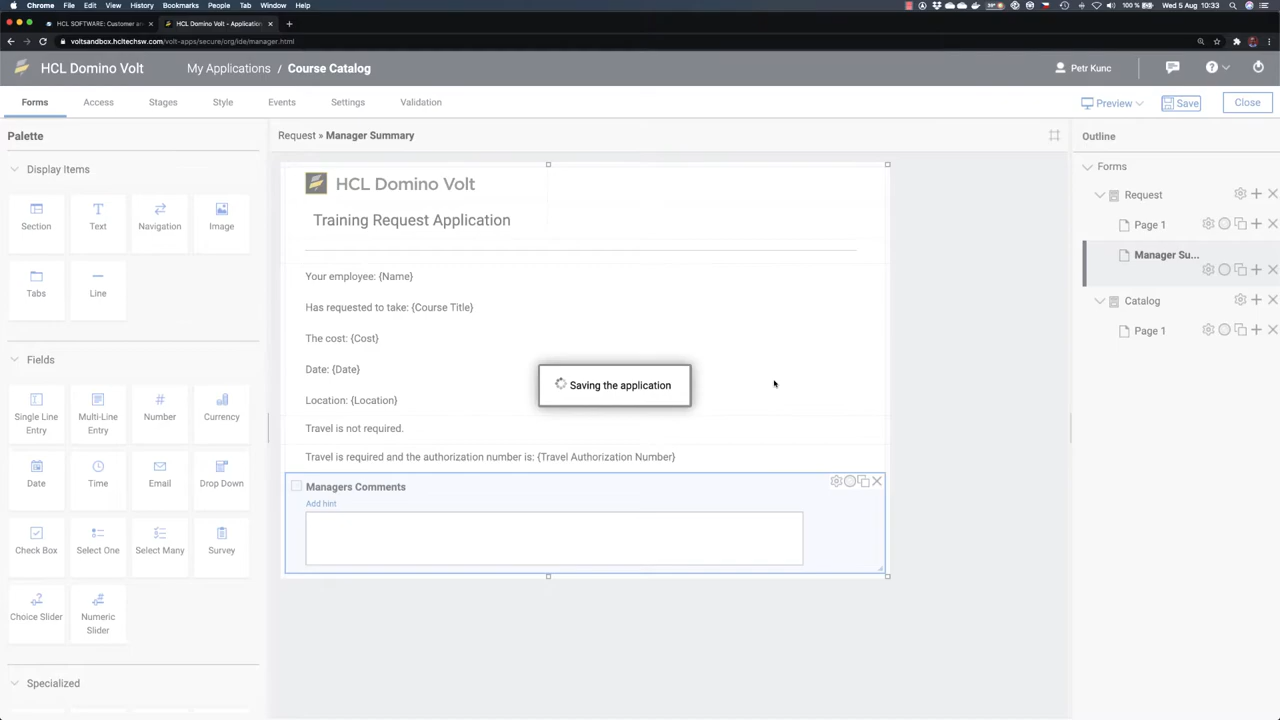 Chrome File Edit View History Bookmarks People Tab Window Help 100 % Wed 5 Aug 10:33
HCL SOFTWARE: Customer an
HCL Domino Volt - Application
voltsandbox.hcltechsw.com/volt-apps/secure/org/ide/manager.html
HCL Domino Volt My Applications / Course Catalog Petr Kunc
Forms Access Stages Style Events Settings Validation Preview Save Close
Palette
Request » Manager Summary
Outline
Display Items
Section Text Navigation Image
Tabs Line
Fields
Single Line Entry
Multi-Line Entry
Number
Currency
Date Time Email Drop Down
Check Box Select One Select Many Survey
Choice Slider
Numeric Slider
Specialized
HCL Domino Volt
Training Request Application
Your employee: {Name}
Has requested to take: {Course Title}
The cost: {Cost}
Date: {Date}
Location: {Location}
Travel is not required.
Travel is required and the authorization number is: {Travel Authorization Number}
Managers Comments
Add hint
Saving the application
Forms
Request
Page 1
Manager Su...
Catalog
Page 1